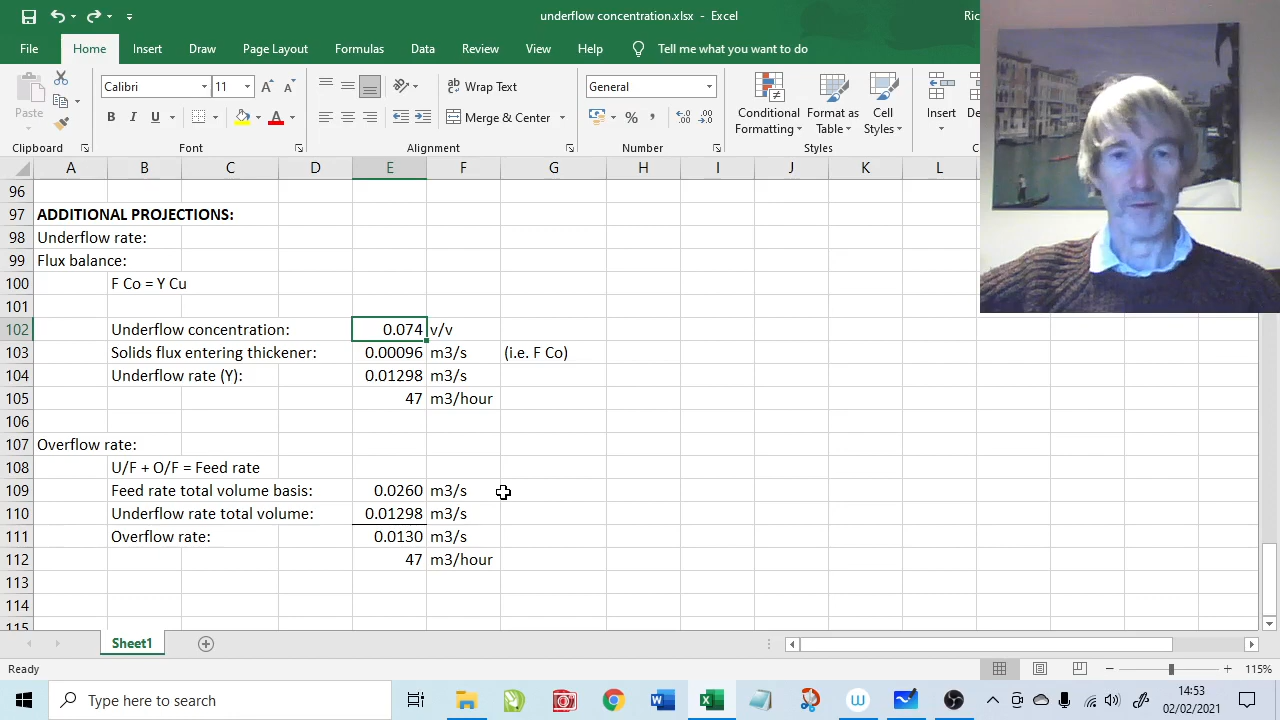 underflow concentration.xlsx - Excel
Ric
File Home Insert Draw Page Layout Formulas Data Review View Help Tell me what you want to do
Paste
Calibri 11
B I U
Wrap Text
Merge & Center
General
Conditional Formatting
Format as Table
Cell Styles
Insert
De
Clipboard Font Alignment Number Styles C
A B C D E F G H I J K L
96
97 ADDITIONAL PROJECTIONS:
98 Underflow rate:
99 Flux balance:
100 F Co = Y Cu
101
102 Underflow concentration: 0.074 v/v
103 Solids flux entering thickener: 0.00096 m3/s (i.e. F Co)
104 Underflow rate (Y): 0.01298 m3/s
105 47 m3/hour
106
107 Overflow rate:
108 U/F + O/F = Feed rate
109 Feed rate total volume basis: 0.0260 m3/s
110 Underflow rate total volume: 0.01298 m3/s
111 Overflow rate: 0.0130 m3/s
112 47 m3/hour
113
114
115
Sheet1
Ready
115%
Type here to search
14:53
02/02/2021